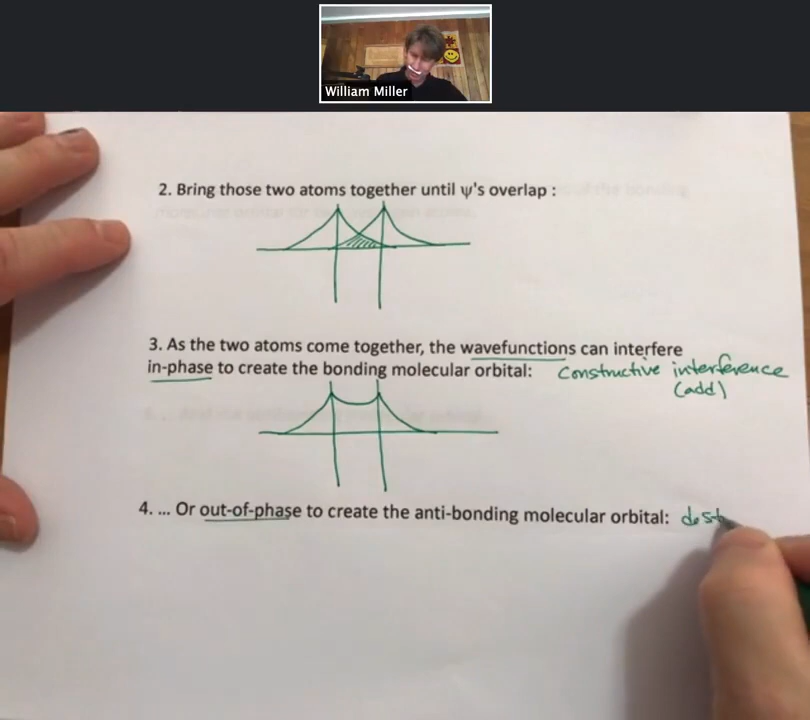 William Miller
2. Bring those two atoms together until ψ's overlap :
3. As the two atoms come together, the wavefunctions can interfere
in-phase to create the bonding molecular orbital: constructive interference
(add)
4. ... Or out-of-phase to create the anti-bonding molecular orbital: dest